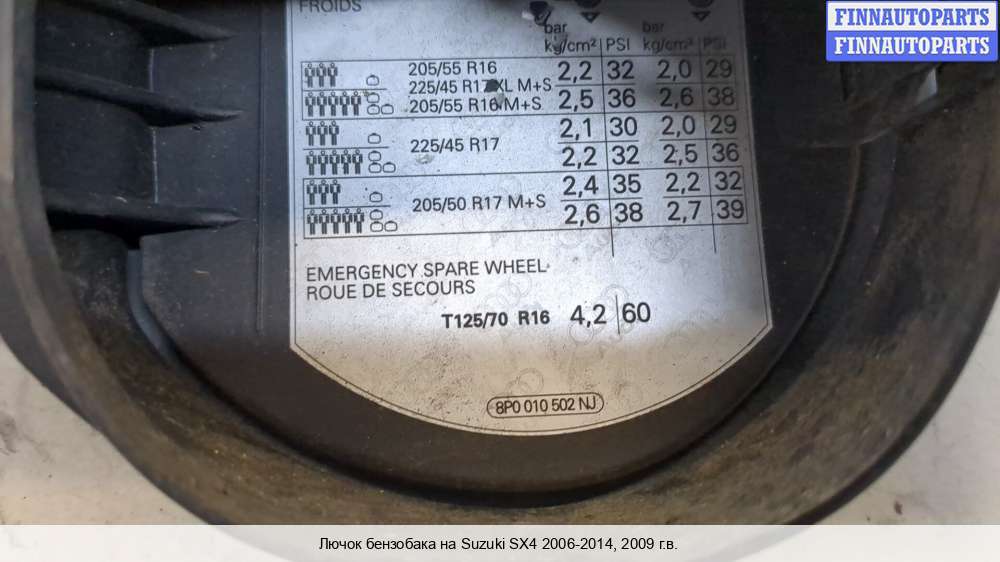 FROIDS
FINNAUTOPARTS
FINNAUTOPARTS
bar bar
kg/cm² PSI kg/cm² PSI
205/55 R16 2,2 32 2,0 29
225/45 R17 XL M+S
205/55 R16 M+S 2,5 36 2,6 38
2,1 30 2,0 29
225/45 R17
2,2 32 2,5 36
2,4 35 2,2 32
205/50 R17 M+S
2,6 38 2,7 39
EMERGENCY SPARE WHEEL
ROUE DE SECOURS
T125/70 R16 4,2 60
8P0 010 502 NJ
Лючок бензобака на Suzuki SX4 2006-2014, 2009 г.в.